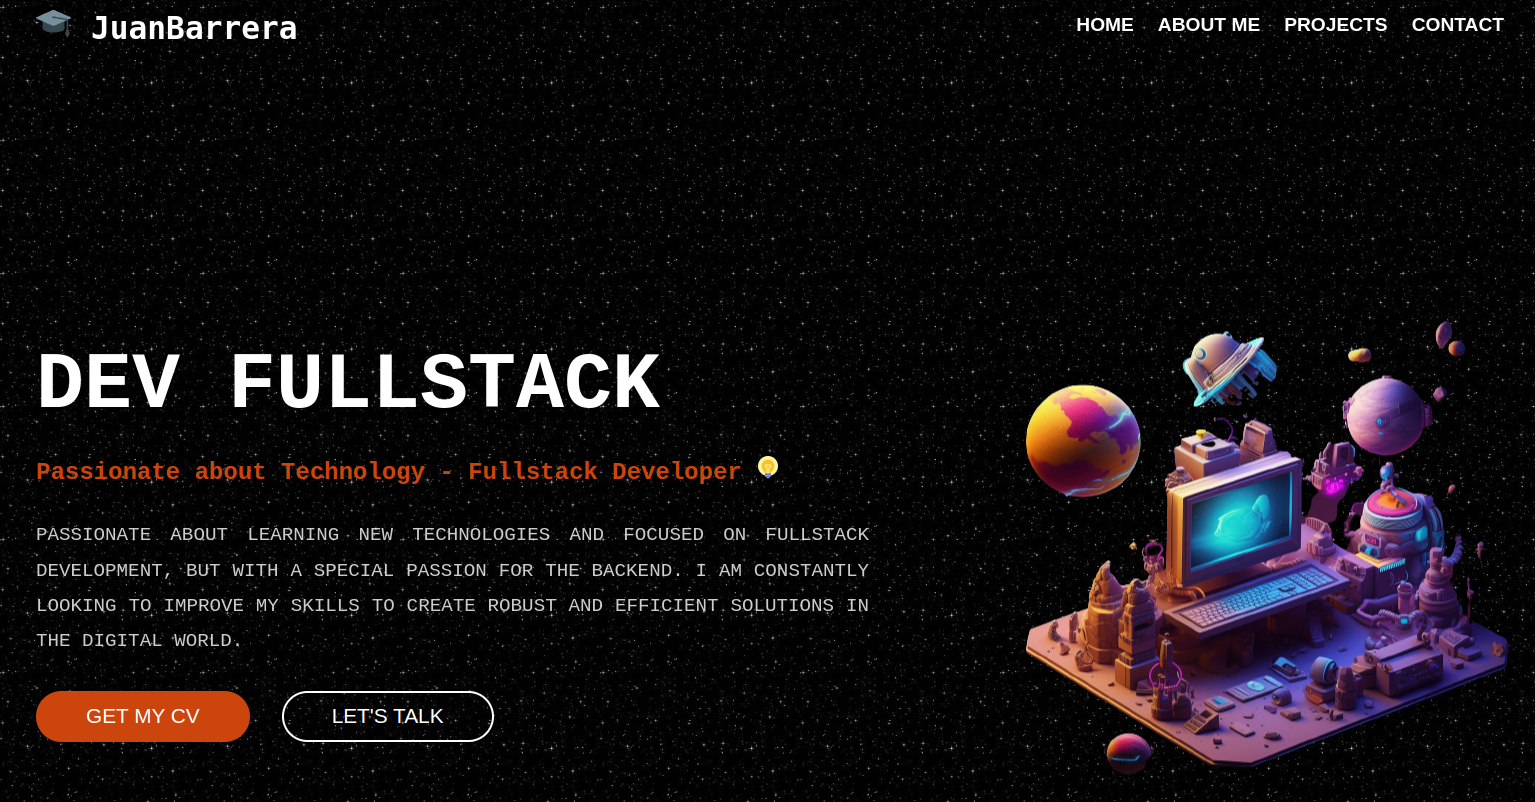 JuanBarrera
HOME ABOUT ME PROJECTS CONTACT
DEV FULLSTACK
Passionate about Technology - Fullstack Developer
PASSIONATE ABOUT LEARNING NEW TECHNOLOGIES AND FOCUSED ON FULLSTACK
DEVELOPMENT, BUT WITH A SPECIAL PASSION FOR THE BACKEND. I AM CONSTANTLY
LOOKING TO IMPROVE MY SKILLS TO CREATE ROBUST AND EFFICIENT SOLUTIONS IN
THE DIGITAL WORLD.
GET MY CV LET'S TALK